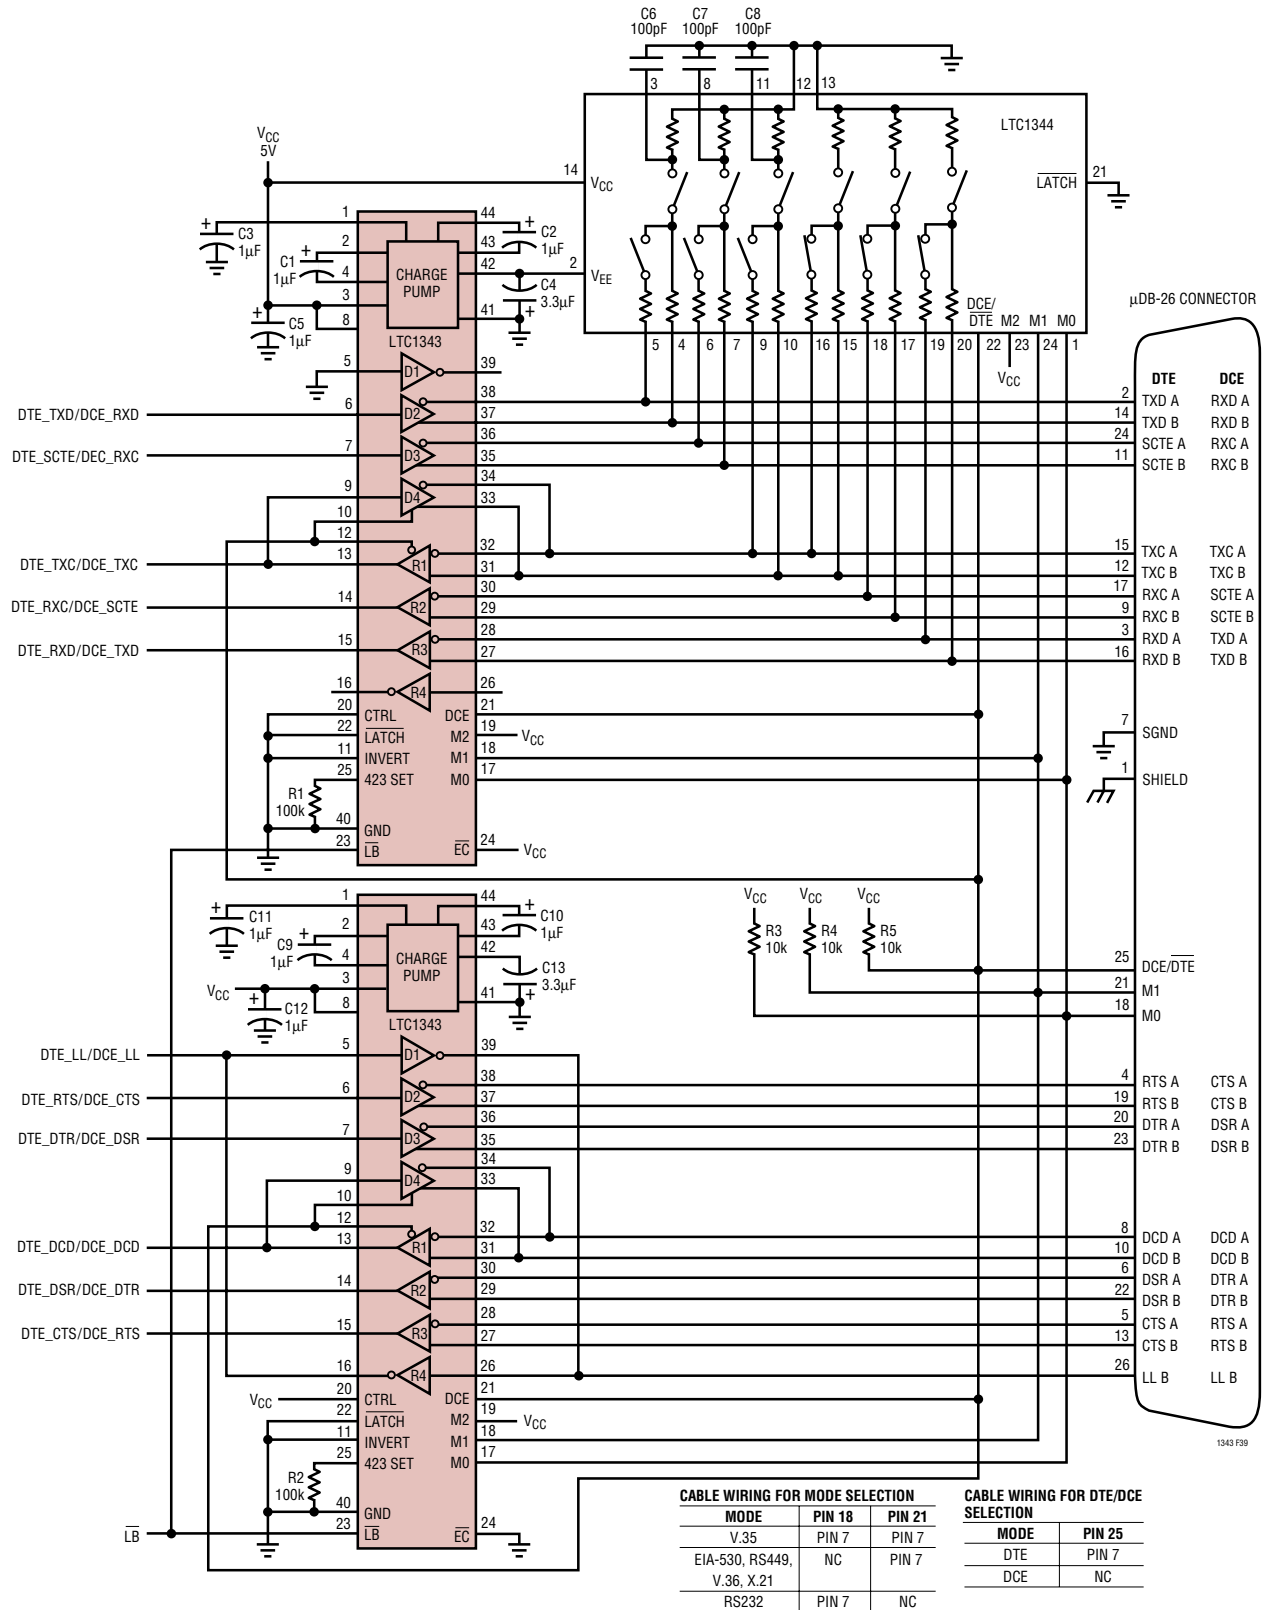 C6 C7 C8
100pF 100pF 100pF
3 8 11 12 13
LTC1344
VCC
5V
14 VCC
LATCH 21
1 44
C3 1µF
C2 1µF
2 43
C1 1µF
4 42
CHARGE PUMP
2 VEE
C4 3.3µF
3 41
8
C5 1µF
LTC1343
DCE/DTE M2 M1 M0
5 4 6 7 9 10 16 15 18 17 19 20 22 23 24 1
VCC
µDB-26 CONNECTOR
DTE DCE
5 D1 39
DTE_TXD/DCE_RXD 6 D2 38 2 TXD A RXD A
37 14 TXD B RXD B
DTE_SCTE/DEC_RXC 7 D3 36 24 SCTE A RXC A
35 11 SCTE B RXC B
9 D4 34
10 33
12
DTE_TXC/DCE_TXC 13 R1 32 15 TXC A TXC A
31 12 TXC B TXC B
DTE_RXC/DCE_SCTE 14 R2 30 17 RXC A SCTE A
29 9 RXC B SCTE B
DTE_RXD/DCE_TXD 15 R3 28 3 RXD A TXD A
27 16 RXD B TXD B
16 R4 26
20 CTRL DCE 21
22 LATCH M2 19 VCC
7 SGND
11 INVERT M1 18
25 423 SET M0 17
1 SHIELD
R1 100k
40 GND
23 LB EC 24 VCC
1 44
C11 1µF
C10 1µF
2 43
C9 1µF
4 42
CHARGE PUMP
C13 3.3µF
VCC 3 41
8
C12 1µF
LTC1343
VCC VCC VCC
R3 10k
R4 10k
R5 10k
25 DCE/DTE
21 M1
18 M0
DTE_LL/DCE_LL 5 D1 39
DTE_RTS/DCE_CTS 6 D2 38 4 RTS A CTS A
37 19 RTS B CTS B
DTE_DTR/DCE_DSR 7 D3 36 20 DTR A DSR A
35 23 DTR B DSR B
9 D4 34
10 33
12
DTE_DCD/DCE_DCD 13 R1 32 8 DCD A DCD A
31 10 DCD B DCD B
DTE_DSR/DCE_DTR 14 R2 30 6 DSR A DTR A
29 22 DSR B DTR B
DTE_CTS/DCE_RTS 15 R3 28 5 CTS A RTS A
27 13 CTS B RTS B
16 R4 26 26 LL B LL B
VCC 20 CTRL DCE 21
22 LATCH M2 19 VCC
11 INVERT M1 18
25 423 SET M0 17
R2 100k
40 GND
LB 23 LB EC 24
1343 F39
CABLE WIRING FOR MODE SELECTION
MODE PIN 18 PIN 21
V.35 PIN 7 PIN 7
EIA-530, RS449, NC PIN 7
V.36, X.21
RS232 PIN 7 NC
CABLE WIRING FOR DTE/DCE
SELECTION
MODE PIN 25
DTE PIN 7
DCE NC